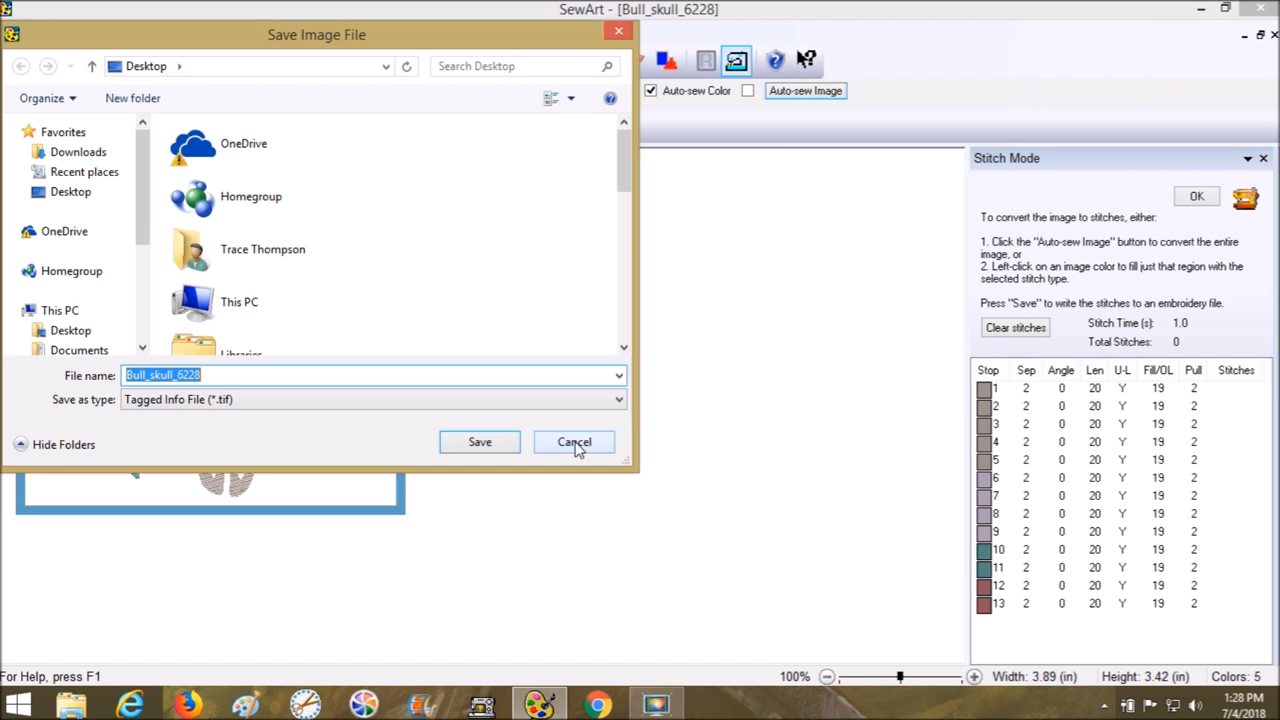 SewArt - [Bull_skull_6228]
Save Image File
Desktop
Search Desktop
Organize
New folder
Auto-sew Color
Auto-sew Image
Favorites
Downloads
Recent places
Desktop
OneDrive
Homegroup
This PC
Desktop
Documents
OneDrive
Homegroup
Trace Thompson
This PC
Libraries
File name: Bull_skull_6228
Save as type: Tagged Info File (*.tif)
Hide Folders
Save
Cancel
Stitch Mode
OK
To convert the image to stitches, either:
1. Click the "Auto-sew Image" button to convert the entire
image, or
2. Left-click on an image color to fill just that region with the
selected stitch type.
Press "Save" to write the stitches to an embroidery file.
Clear stitches
Stitch Time (s): 1.0
Total Stitches: 0
Stop Sep Angle Len U-L Fill/OL Pull Stitches
1 2 0 20 Y 19 2
2 2 0 20 Y 19 2
3 2 0 20 Y 19 2
4 2 0 20 Y 19 2
5 2 0 20 Y 19 2
6 2 0 20 Y 19 2
7 2 0 20 Y 19 2
8 2 0 20 Y 19 2
9 2 0 20 Y 19 2
10 2 0 20 Y 19 2
11 2 0 20 Y 19 2
12 2 0 20 Y 19 2
13 2 0 20 Y 19 2
For Help, press F1
100%
Width: 3.89 (in)
Height: 3.42 (in)
Colors: 5
1:28 PM
7/4/2018